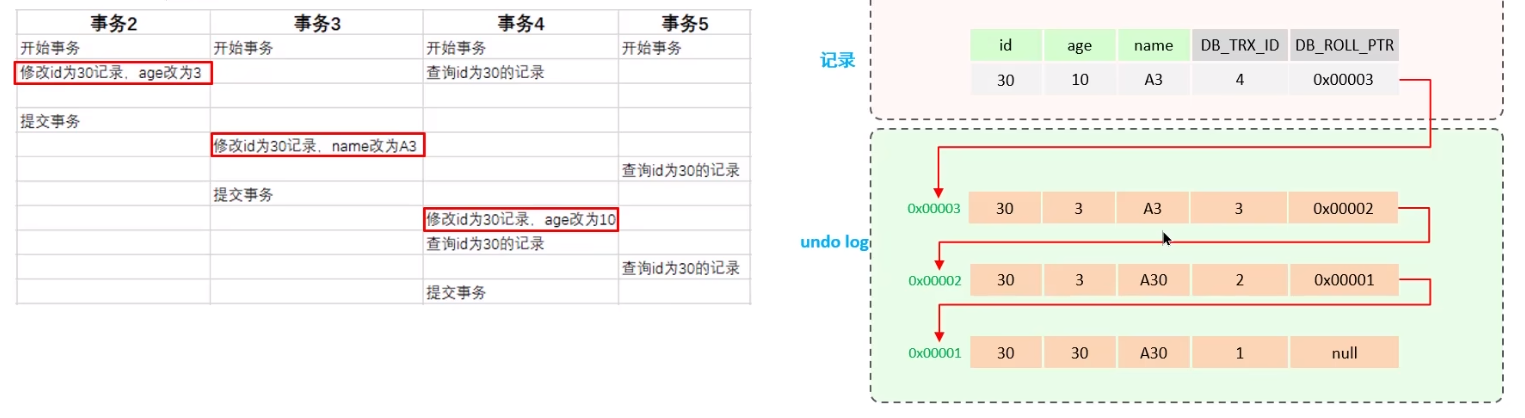 事务2 事务3 事务4 事务5
开始事务 开始事务 开始事务 开始事务
修改id为30记录，age改为3 查询id为30的记录
提交事务
修改id为30记录，name改为A3
查询id为30的记录
提交事务
修改id为30记录，age改为10
查询id为30的记录
查询id为30的记录
提交事务
记录
id age name DB_TRX_ID DB_ROLL_PTR
30 10 A3 4 0x00003
undo log
0x00003 30 3 A3 3 0x00002
0x00002 30 3 A30 2 0x00001
0x00001 30 30 A30 1 null